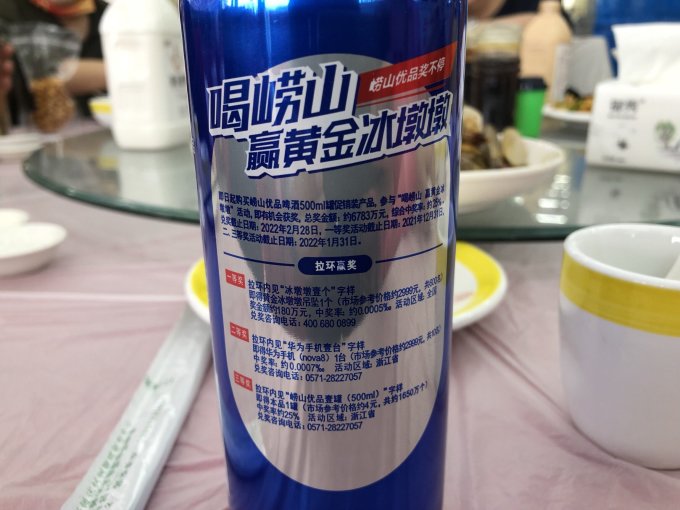 喝崂山
崂山优品奖不停
赢黄金冰墩墩
即日起购买崂山优品啤酒500ml罐促销装产品，参与"喝崂山 赢黄金冰
墩墩"活动，即有机会获奖，总奖金额：约6783万元，综合中奖率：约25%，
兑奖截止日期：2022年2月28日，一等奖活动截止日期：2021年12月31日，
二、三等奖活动截止日期：2022年1月31日。
拉环赢奖
一等奖 拉环内见"冰墩墩壹个"字样
即得黄金冰墩墩吊坠1个（市场参考价格约2999元，共600名）
奖金额约180万元，中奖率：约0.0005% 活动区域：全国
兑奖咨询电话：400 680 0899
二等奖 拉环内见"华为手机壹台"字样
即得华为手机（nova8）1台（市场参考价格约2999元，
中奖率：约0.0007% 活动区域：浙江省
兑奖咨询电话：0571-28227057
三等奖 拉环内见"崂山优品壹罐（500ml）"字样
即得本品1罐（市场参考价格约4元，共约1650万个）
中奖率约25% 活动区域：浙江省
兑奖咨询电话：0571-28227057